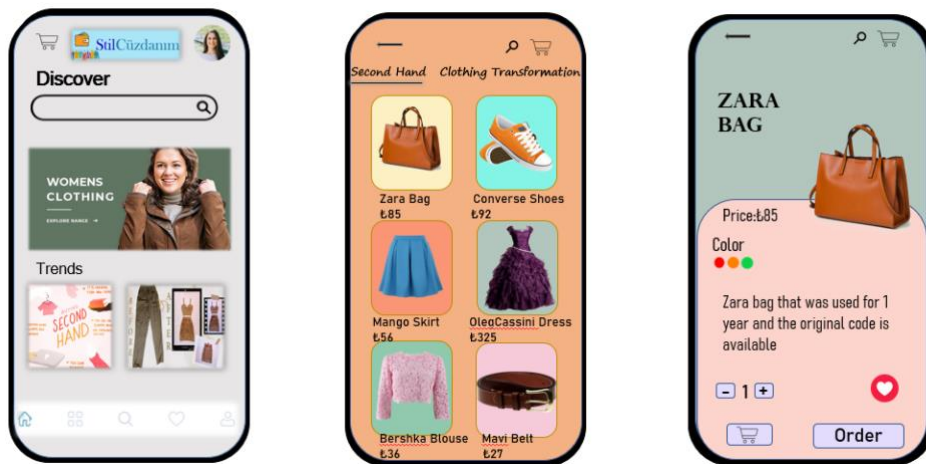 StilCüzdanım
Discover
WOMENS
CLOTHING
EXPLORE RANGE →
Trends
SECOND
HAND
Second Hand Clothing Transformation
Zara Bag Converse Shoes
₺85 ₺92
Mango Skirt OlegCassini Dress
₺56 ₺325
Bershka Blouse Mavi Belt
₺36 ₺27
ZARA
BAG
Price:₺85
Color
Zara bag that was used for 1
year and the original code is
available
- 1 +
Order